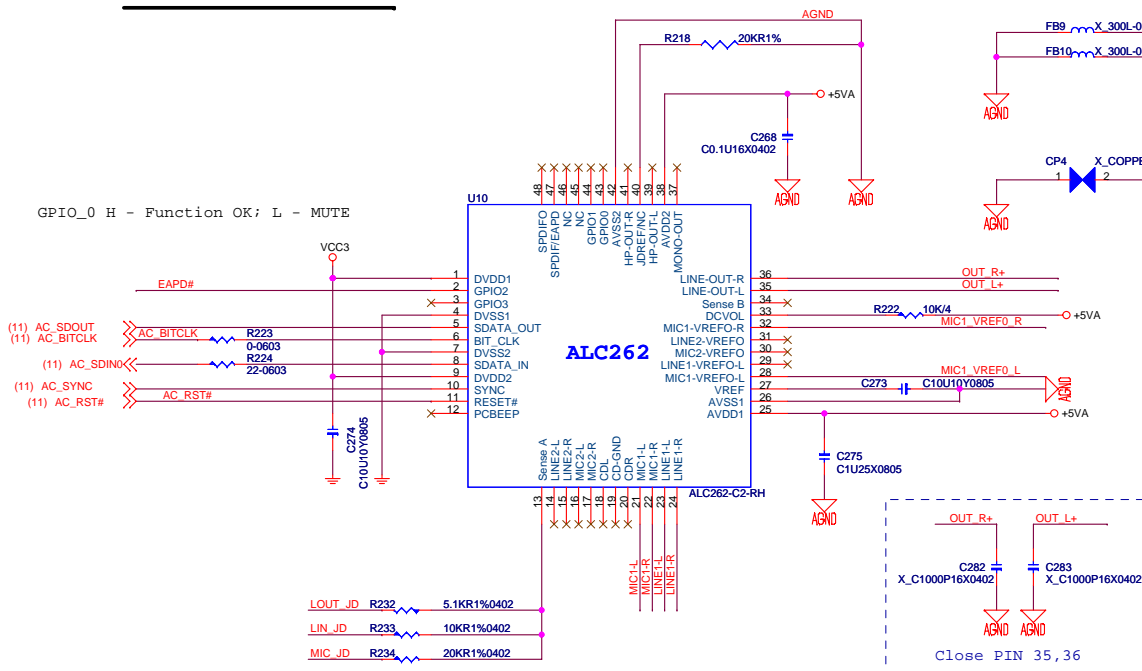 AGND
R218 20KR1%
+5VA
C268
C0.1U16X0402
AGND
AGND
FB9 X_300L-0
FB10 X_300L-0
AGND
CP4 X_COPPE
1 2
AGND
GPIO_0 H - Function OK; L - MUTE
VCC3
U10
48 47 46 45 44 43 42 41 40 39 38 37
SPDIFO
SPDIF/EAPD
NC
NC
GPIO1
GPIO0
AVSS2
HP-OUT-R
JDREF/NC
HP-OUT-L
AVDD2
MONO-OUT
EAPD#
(11) AC_SDOUT
(11) AC_BITCLK
AC_BITCLK
R223
0-0603
(11) AC_SDIN0
R224
22-0603
(11) AC_SYNC
(11) AC_RST#
AC_RST#
C274
C10U10Y0805
1 DVDD1
2 GPIO2
3 GPIO3
4 DVSS1
5 SDATA_OUT
6 BIT_CLK
7 DVSS2
8 SDATA_IN
9 DVDD2
10 SYNC
11 RESET#
12 PCBEEP
ALC262
LINE-OUT-R 36
LINE-OUT-L 35
Sense B 34
DCVOL 33
MIC1-VREFO-R 32
LINE2-VREFO 31
MIC2-VREFO 30
LINE1-VREFO-L 29
MIC1-VREFO-L 28
VREF 27
AVSS1 26
AVDD1 25
OUT_R+
OUT_L+
R222 10K/4
+5VA
MIC1_VREF0_R
MIC1_VREF0_L
C273 C10U10Y0805
AGND
+5VA
C275
C1U25X0805
AGND
Sense A
LINE2-L
LINE2-R
MIC2-L
MIC2-R
CDL
CD-GND
CDR
MIC1-L
MIC1-R
LINE1-L
LINE1-R
ALC262-C2-RH
13 14 15 16 17 18 19 20 21 22 23 24
MIC1-L
MIC1-R
LINE1-L
LINE1-R
LOUT_JD R232 5.1KR1%0402
LIN_JD R233 10KR1%0402
MIC_JD R234 20KR1%0402
OUT_R+ OUT_L+
C282
X_C1000P16X0402
C283
X_C1000P16X0402
AGND AGND
Close PIN 35,36